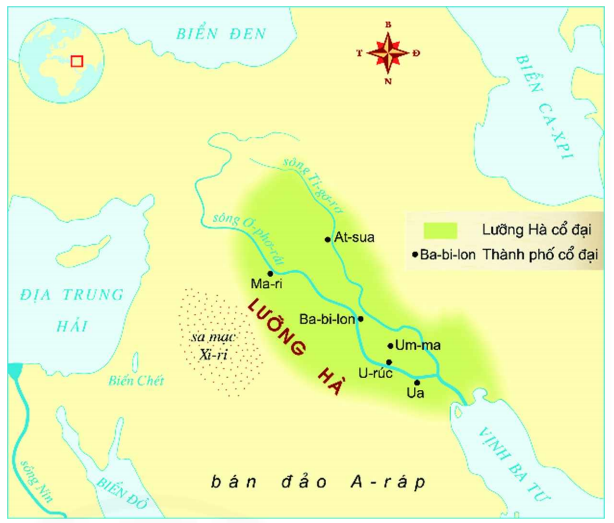 BIỂN ĐEN
B
T
Đ
N
BIỂN CA-XPI
sông Ti-gơ-rơ
sông Ơ-phơ-rát
Lưỡng Hà cổ đại
Ba-bi-lon Thành phố cổ đại
At-sua
Ma-ri
ĐỊA TRUNG
HẢI
LƯỠNG HÀ
Ba-bi-lon
sa mạc
Xi-ri
Um-ma
U-rúc
Ua
Biển Chết
VỊNH BA TƯ
sông Nin
BIỂN ĐỎ
bán đảo A-ráp